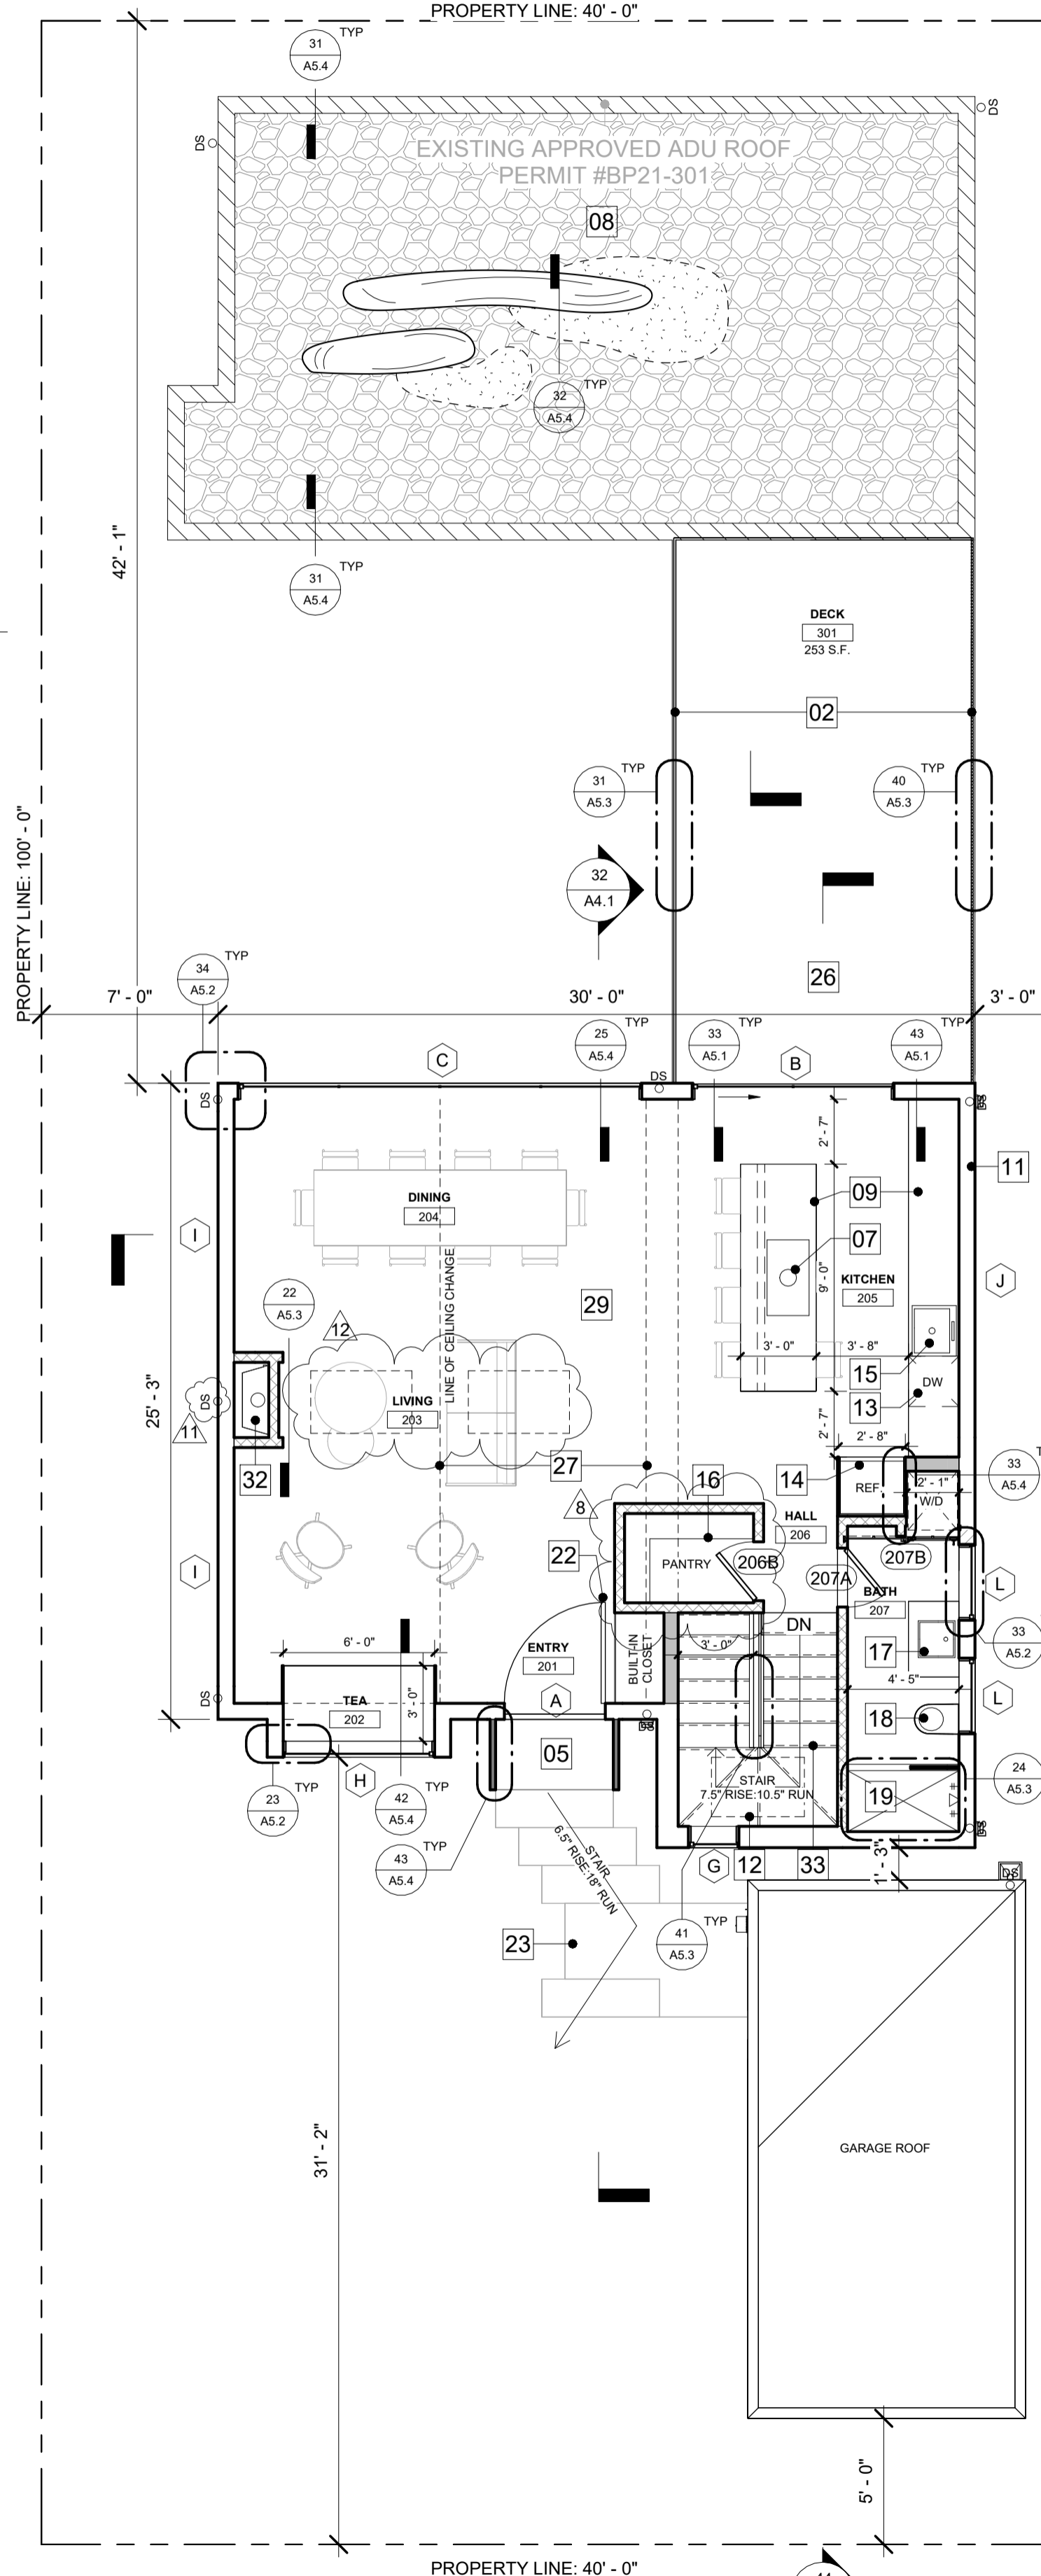 PROPERTY LINE: 40' - 0"
31
A5.4
TYP
DS
DS
EXISTING APPROVED ADU ROOF
PERMIT #BP21-301
08
32
A5.4
TYP
42' - 1"
31
A5.4
TYP
DECK
301
253 S.F.
02
31
A5.3
TYP
40
A5.3
TYP
32
A4.1
PROPERTY LINE: 100' - 0"
26
34
A5.2
TYP
7' - 0"
30' - 0"
3' - 0"
25
A5.4
TYP
33
A5.1
TYP
43
A5.1
TYP
C
DS
B
DS
DS
2' - 7"
11
DINING
204
09
I
07
LINE OF CEILING CHANGE
KITCHEN
205
9' - 0"
J
22
A5.3
12
29
3' - 0"
3' - 8"
15
DW
LIVING
203
13
25' - 3"
I
DS
11
2' - 7"
2' - 8"
32
27
16
14
REF.
2' - 1"
W/D
33
A5.4
8
HALL
206
22
PANTRY
206B
207A
207B
BATH
207
I
L
33
A5.2
DN
3' - 0"
BUILT-IN
CLOSET
ENTRY
201
17
6' - 0"
4' - 5"
TEA
202
3' - 0"
A
DS
DS
18
L
05
23
A5.2
TYP
H
42
A5.4
TYP
STAIR
7.5" RISE:10.5" RUN
19
24
A5.3
DS
43
A5.4
TYP
STAIR
6.5" RISE:18" RUN
G
12
33
1' - 3"
DS
23
41
A5.3
TYP
GARAGE ROOF
31' - 2"
5' - 0"
PROPERTY LINE: 40' - 0"